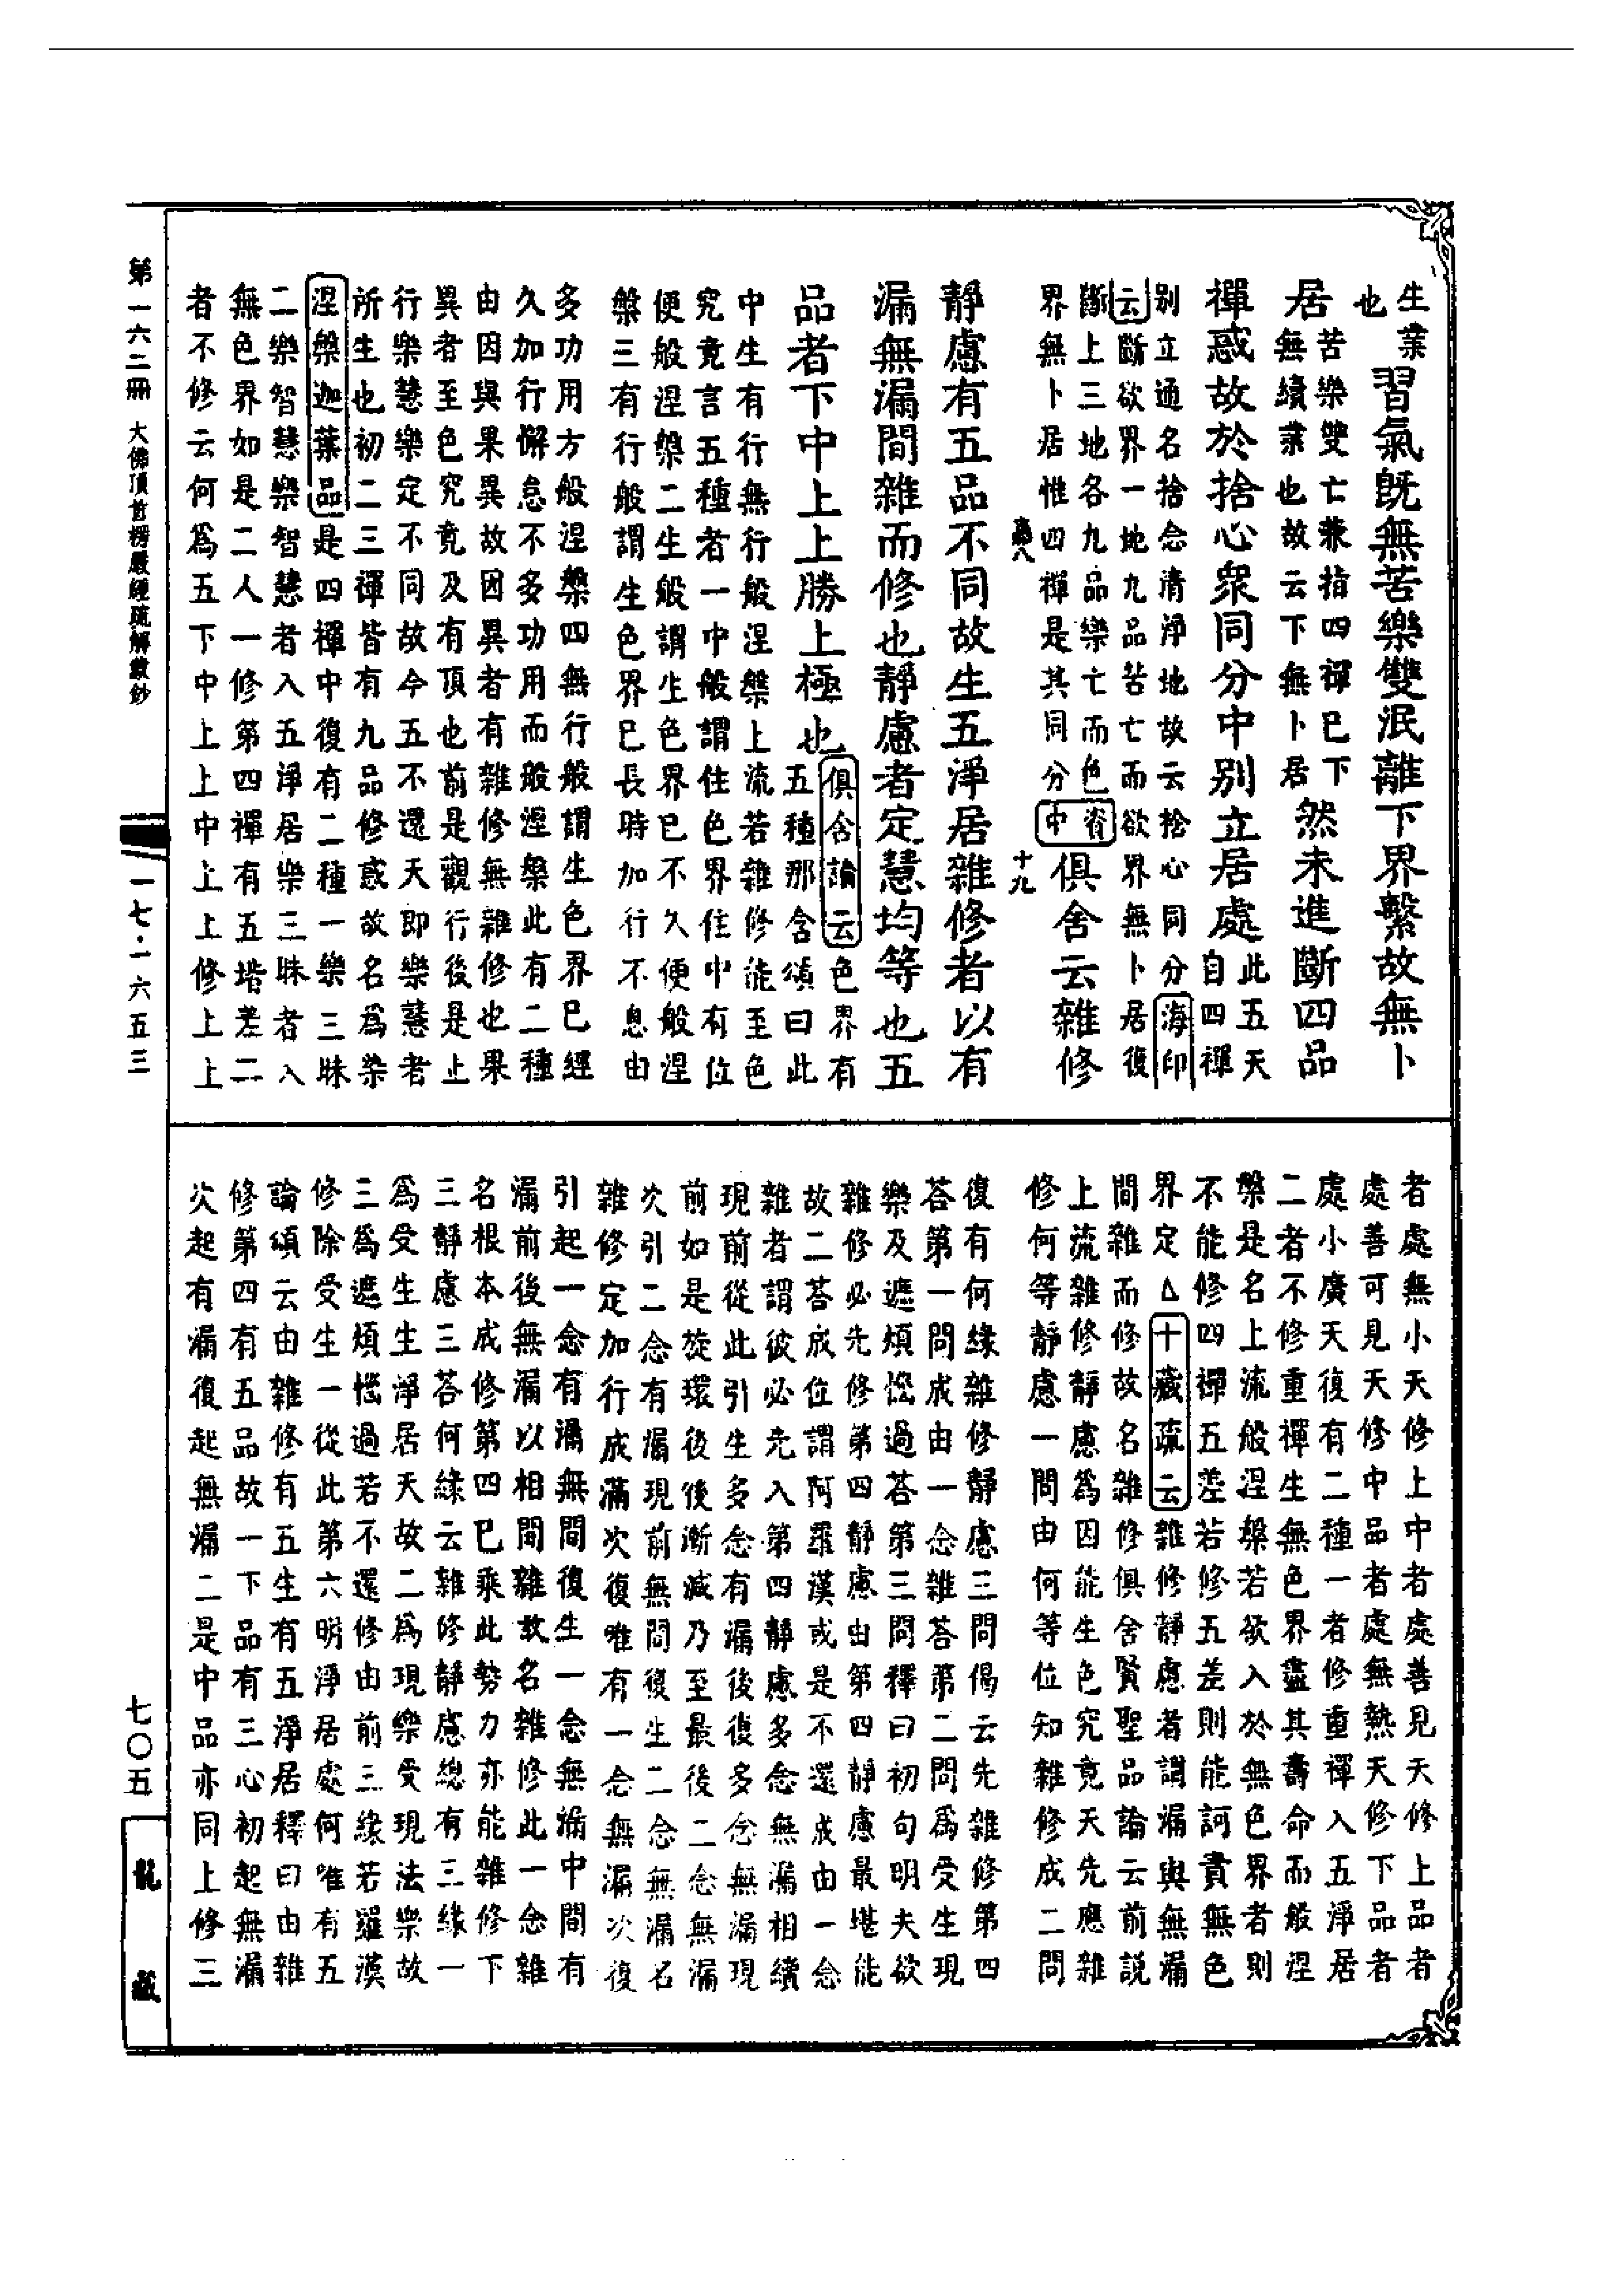 生業
也
習氣既無苦樂雙泯離下界繫故無卜
居
苦樂雙亡兼指四禪已下
無續業也故云下無卜居
然未進斷四品
禪惑故於捨心衆同分中別立居處
此五天
自四禪
别立通名捨念清淨地故云捨心同分海印
云斷欲界一地九品苦亡而欲界無卜居復
斷上三地各九品樂亡而色
界無卜居惟四禪是其同分
資中
俱舍云雜修
十九
靜慮有五品不同故生五淨居雜修者以有
漏無漏間雜而修也靜慮者定慧均等也五
品者下中上上勝上極也
俱舍論云色界有
五種那含頌曰此
中生有行無行般涅槃上流若雜修能至色
究竟言五種者一中般謂住色界住中有位
便般涅槃二生般謂生色界已不久便般涅
槃三有行般謂生色界已長時加行不息由
多功用方般涅槃四無行般謂生色界已經
久加行懈怠不多功用而般涅槃此有二種
由因與果異故因異者有雜修無雜修也果
異者至色究竟及有頂也前是觀行後是止
行樂慧樂定不同故今五不還天即樂慧者
所生也初二三禪皆有九品修惑故名爲染
涅槃迦葉品是四禪中復有二種一樂三昧
二樂智慧樂智慧者入五淨居樂三昧者入
無色界如是二人一修第四禪有五堦差二
者不修云何爲五下中上上中上上修上上
者處無小天修上中者處善見天修上品者
處善可見天修中品者處無熱天修下品者
處小廣天復有二種一者修重禪入五淨居
二者不修重禪生無色界盡其壽命而般涅
槃是名上流般涅槃若欲入於無色界者則
不能修四禪五差若修五差則能訶責無色
界定△十藏疏云雜修靜慮者謂漏與無漏
間雜而修故名雜修俱舍賢聖品論云前説
上流雜修靜慮爲因能生色究竟天先應雜
修何等靜慮一問由何等位知雜修成二問
復有何緣雜修靜慮三問偈云先雜修第四
荅第一問成由一念雜荅第二問爲受生現
樂及遮煩惱過荅第三問釋曰初句明夫欲
雜修必先修第四靜慮由第四靜慮最堪能
故二荅成位謂阿羅漢或是不還成由一念
雜者謂彼必先入第四靜慮多念無漏相續
現前從此引生多念有漏後復多念無漏現
前如是旋環後後漸減乃至最後二念無漏
次引二念有漏現前無間復生二念無漏名
雜修定加行成滿次復唯有一念無漏次復
引起一念有漏無間復生一念無漏中間有
漏前後無漏以相間雜故名雜修此一念雜
名根本成修第四已乘此勢力亦能雜修下
三靜慮三荅何緣云雜修靜慮總有三緣一
爲受生生淨居天故二爲現樂受現法樂故
三爲遮煩惱過若不還修由前三緣若羅漢
修除受生一從此第六明淨居處何唯有五
論頌云由雜修有五生有五淨居釋曰由雜
修第四有五品故一下品有三心初起無漏
次起有漏復起無漏二是中品亦同上修三
第一六二冊　大佛頂首楞嚴經疏解蒙鈔
一七·一六五三
七〇五
龍藏